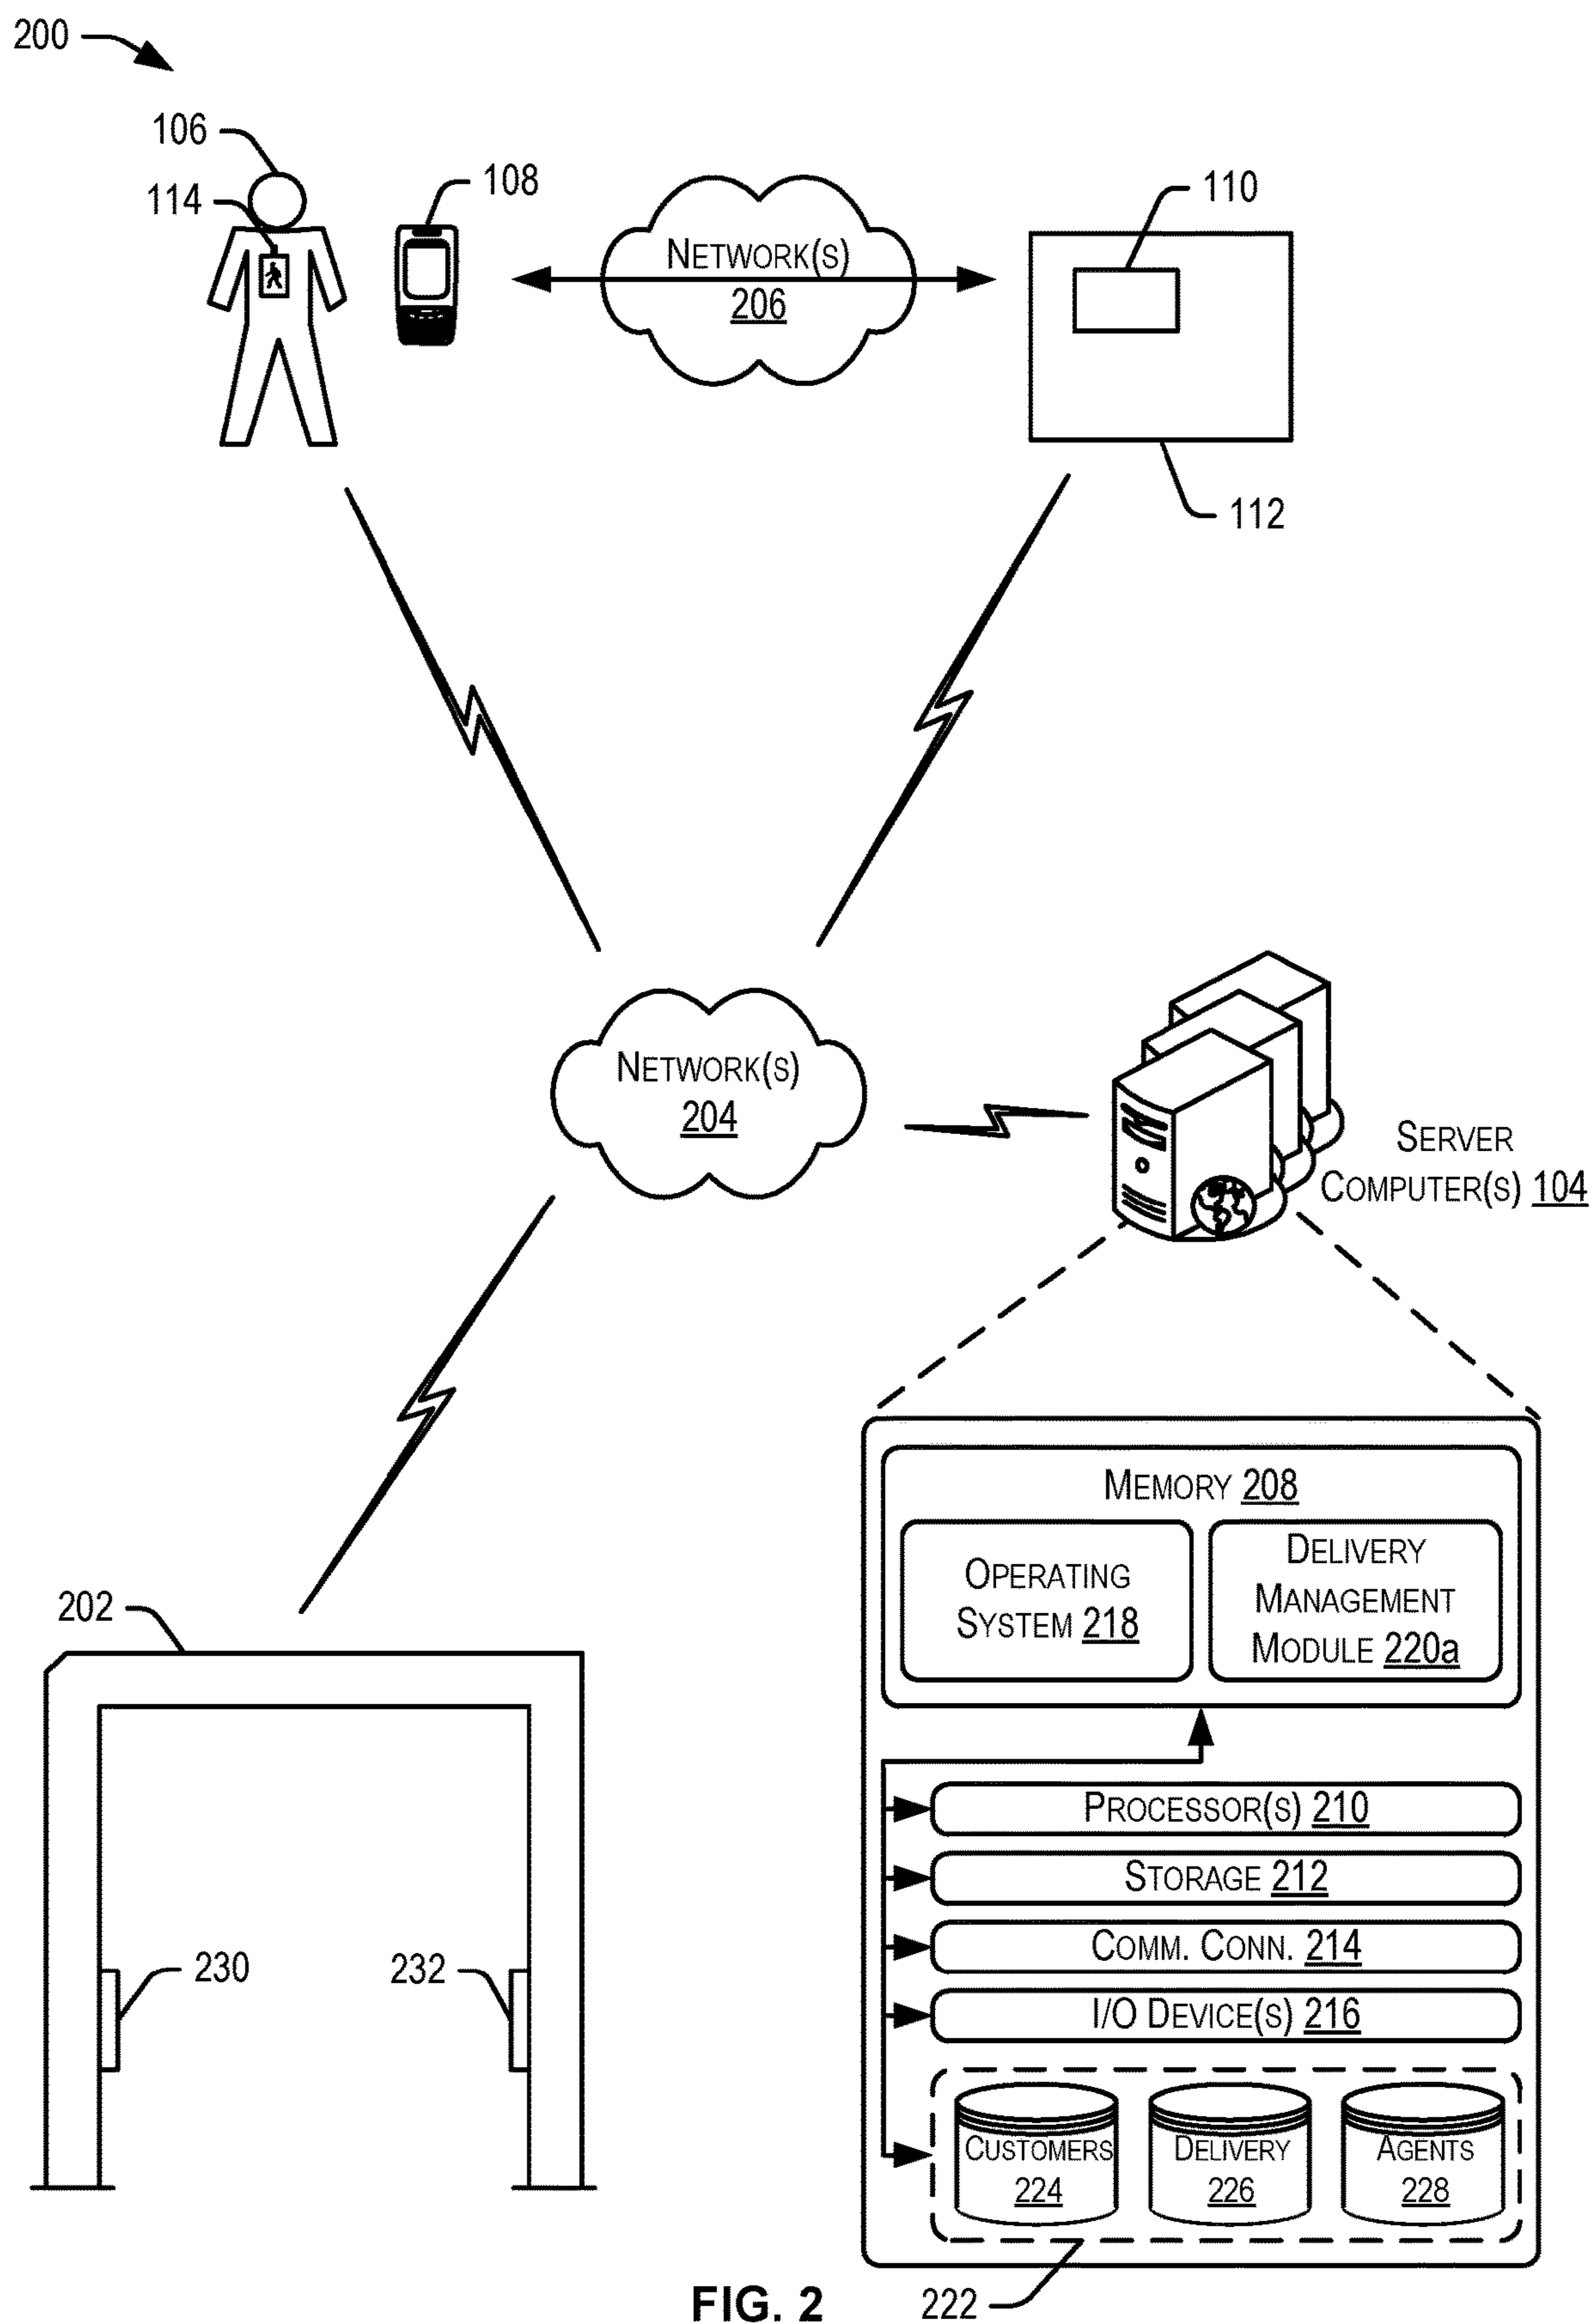 200
106
114
108
NETWORK(S)
206
110
112
NETWORK(S)
204
SERVER
COMPUTER(S) 104
MEMORY 208
OPERATING
SYSTEM 218
DELIVERY
MANAGEMENT
MODULE 220a
202
PROCESSOR(S) 210
STORAGE 212
COMM. CONN. 214
I/O DEVICE(S) 216
230
232
CUSTOMERS
224
DELIVERY
226
AGENTS
228
222
FIG. 2